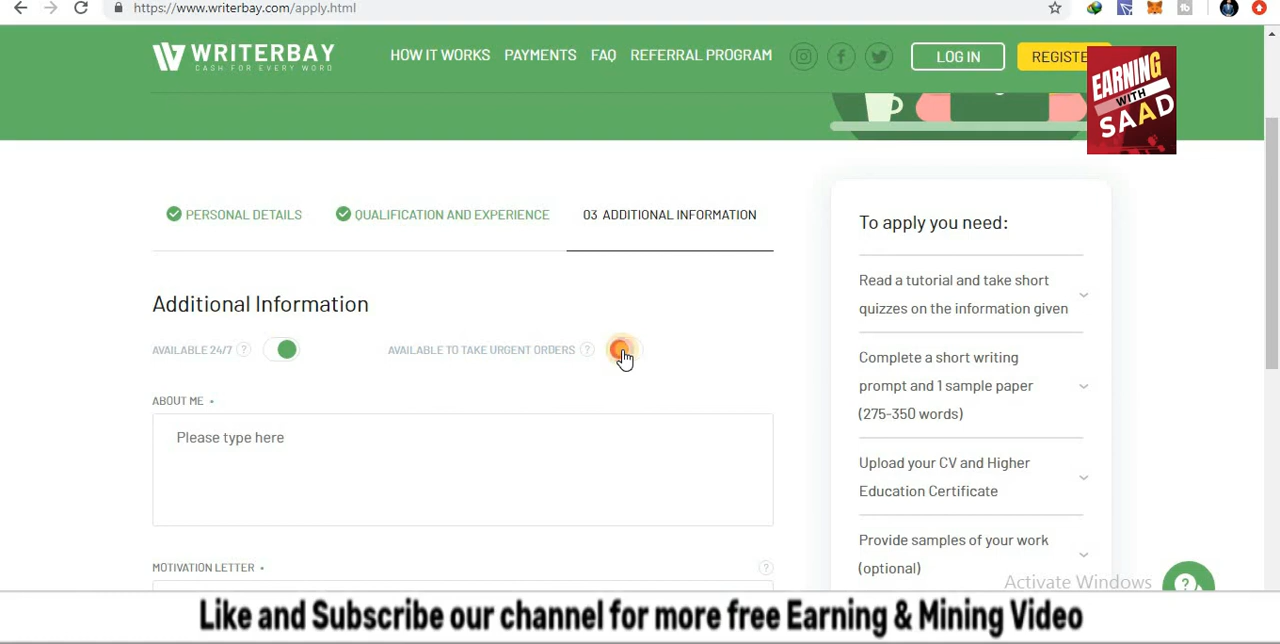 https://www.writerbay.com/apply.html
WRITERBAY
CASH FOR EVERY WORD
HOW IT WORKS
PAYMENTS
FAQ
REFERRAL PROGRAM
LOG IN
REGISTE
EARNING
WITH
SAAD
PERSONAL DETAILS
QUALIFICATION AND EXPERIENCE
03 ADDITIONAL INFORMATION
Additional Information
AVAILABLE 24/7 ?
AVAILABLE TO TAKE URGENT ORDERS ?
ABOUT ME •
Please type here
MOTIVATION LETTER •
?
To apply you need:
Read a tutorial and take short
quizzes on the information given
Complete a short writing
prompt and 1 sample paper
(275-350 words)
Upload your CV and Higher
Education Certificate
Provide samples of your work
(optional)
Activate Windows
?
Like and Subscribe our channel for more free Earning & Mining Video